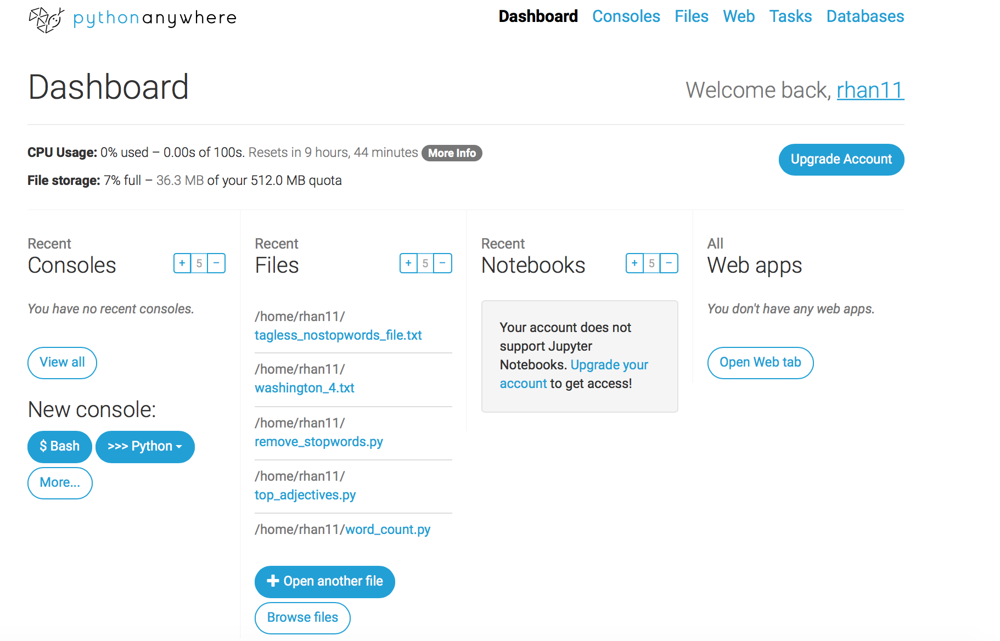 pythonanywhere
Dashboard Consoles Files Web Tasks Databases
Dashboard
Welcome back, rhan11
CPU Usage: 0% used – 0.00s of 100s. Resets in 9 hours, 44 minutes More Info
File storage: 7% full – 36.3 MB of your 512.0 MB quota
Upgrade Account
Recent
Consoles
+ 5 −
You have no recent consoles.
View all
New console:
$ Bash >>> Python
More...
Recent
Files
+ 5 −
/home/rhan11/
tagless_nostopwords_file.txt
/home/rhan11/
washington_4.txt
/home/rhan11/
remove_stopwords.py
/home/rhan11/
top_adjectives.py
/home/rhan11/word_count.py
Open another file
Browse files
Recent
Notebooks
+ 5 −
Your account does not
support Jupyter
Notebooks. Upgrade your
account to get access!
All
Web apps
You don't have any web apps.
Open Web tab